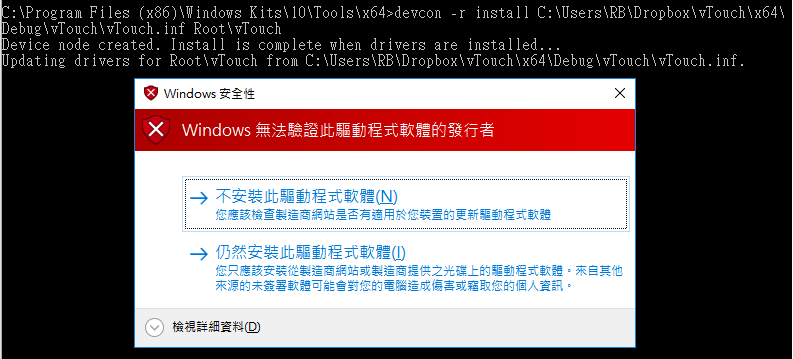 C:\Program Files (x86)\Windows Kits\10\Tools\x64>devcon -r install C:\Users\RB\Dropbox\vTouch\x64\
Debug\vTouch\vTouch.inf Root\vTouch
Device node created. Install is complete when drivers are installed...
Updating drivers for Root\vTouch from C:\Users\RB\Dropbox\vTouch\x64\Debug\vTouch\vTouch.inf.
Windows 安全性
Windows 無法驗證此驅動程式軟體的發行者
不安裝此驅動程式軟體(N)
您應該檢查製造商網站是否有適用於您裝置的更新驅動程式軟體
仍然安裝此驅動程式軟體(I)
您只應該安裝從製造商網站或製造商提供之光碟上的驅動程式軟體。來自其他
來源的未簽署軟體可能會對您的電腦造成傷害或竊取您的個人資訊。
檢視詳細資料(D)